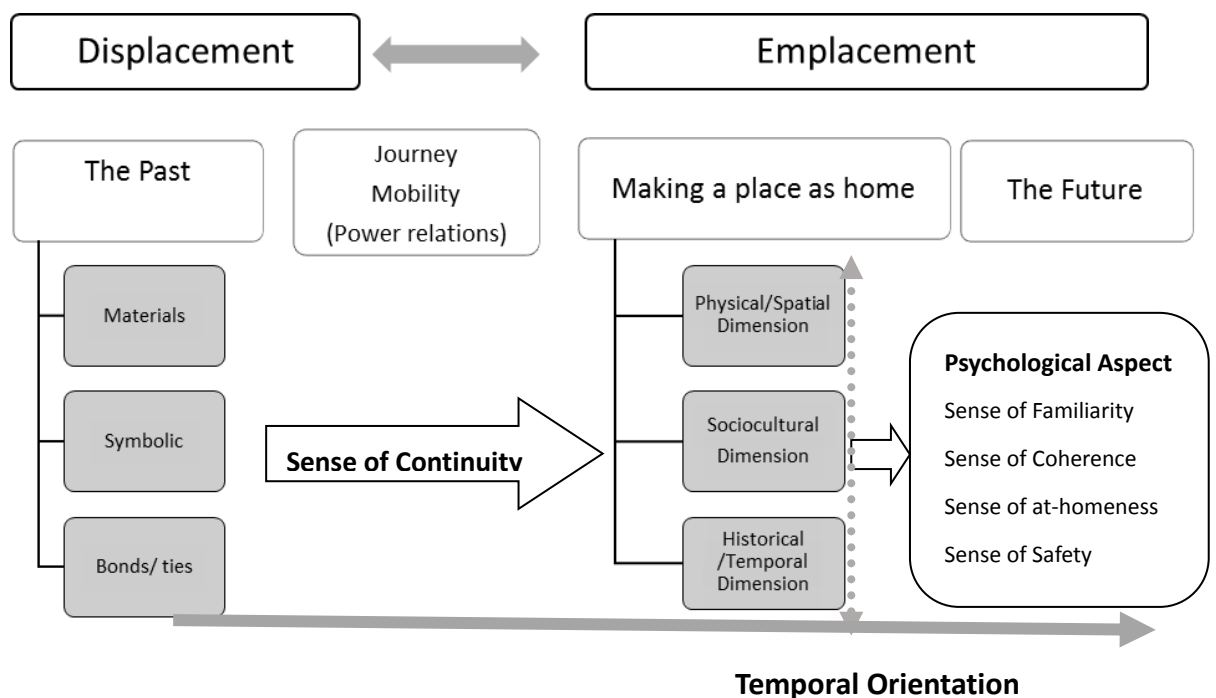 Displacement
Emplacement
The Past
Journey
Mobility
(Power relations)
Making a place as home
The Future
Materials
Symbolic
Bonds/ ties
Sense of Continuity
Physical/Spatial
Dimension
Sociocultural
Dimension
Historical
/Temporal
Dimension
Psychological Aspect
Sense of Familiarity
Sense of Coherence
Sense of at-homeness
Sense of Safety
Temporal Orientation